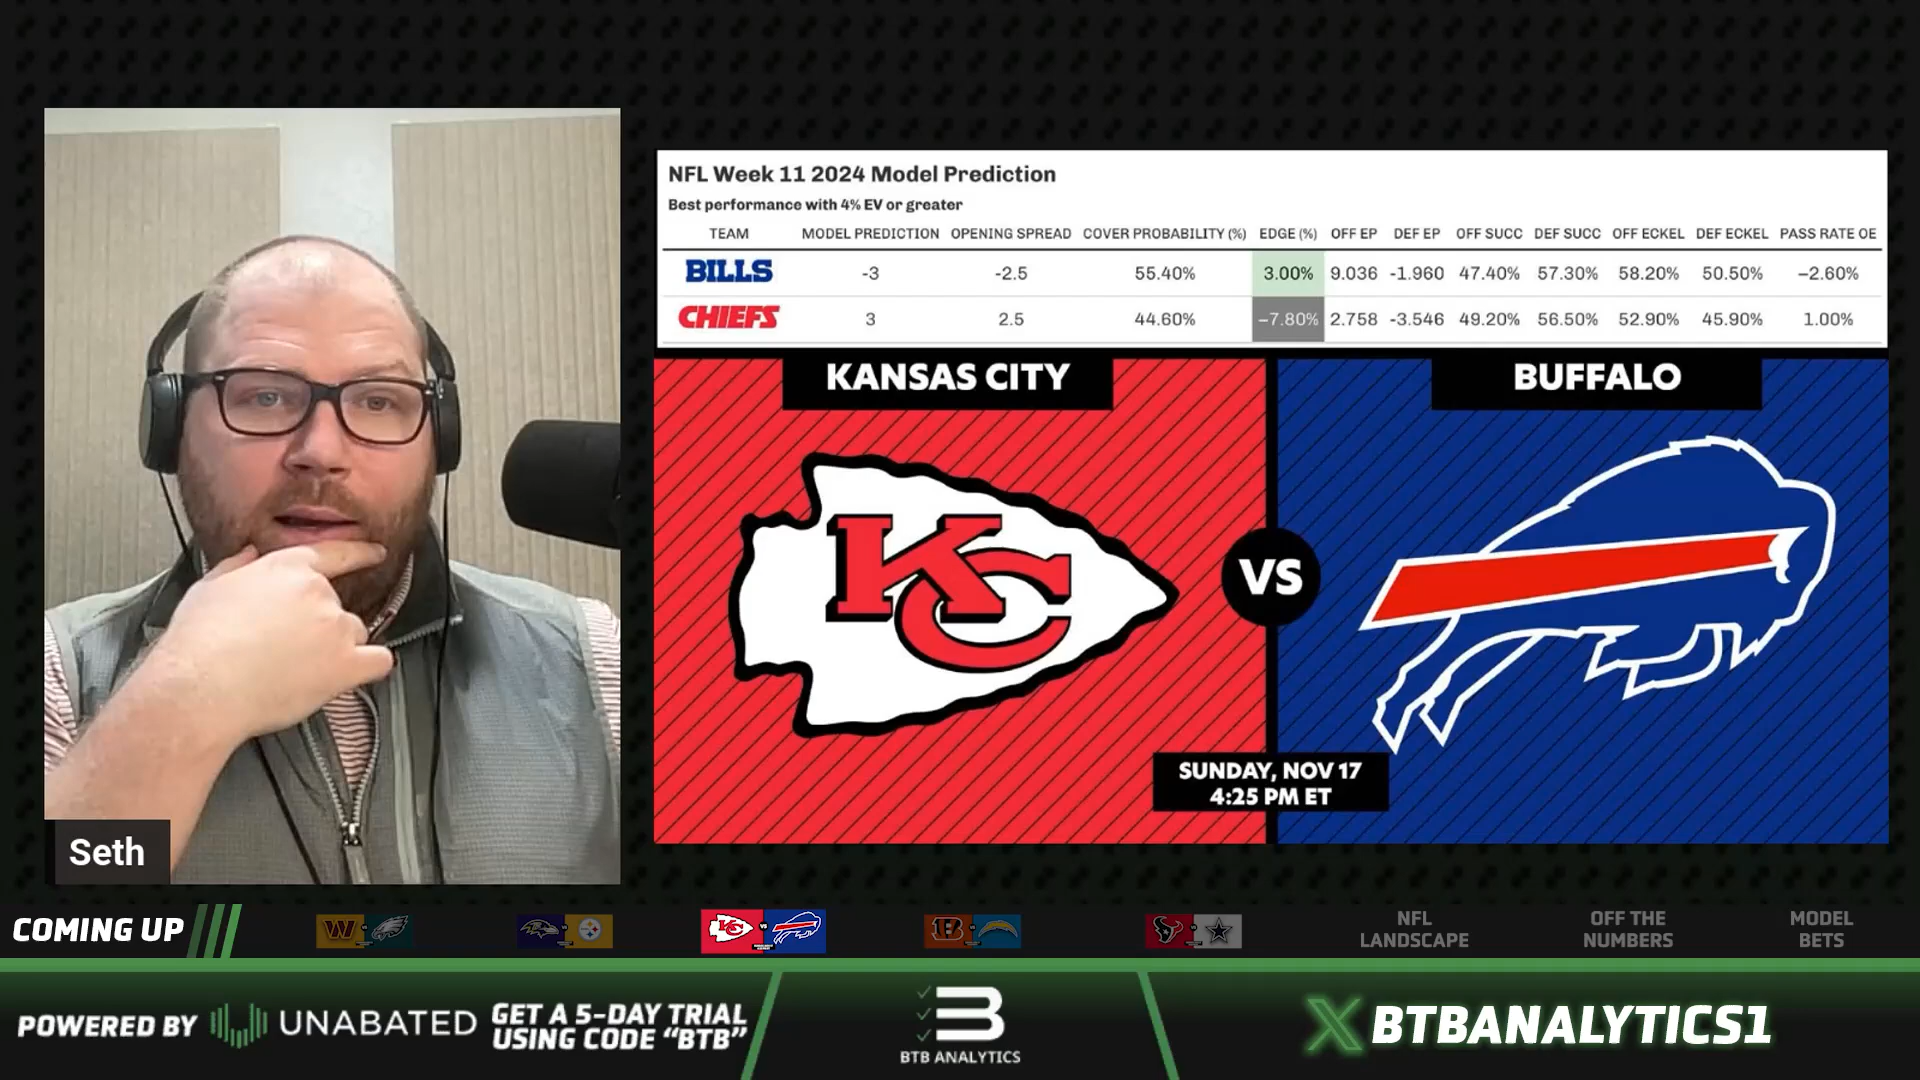 NFL Week 11 2024 Model Prediction
Best performance with 4% EV or greater
TEAM MODEL PREDICTION OPENING SPREAD COVER PROBABILITY (%) EDGE (%) OFF EP DEF EP OFF SUCC DEF SUCC OFF ECKEL DEF ECKEL PASS RATE OE
BILLS -3 -2.5 55.40% 3.00% 9.036 -1.960 47.40% 57.30% 58.20% 50.50% −2.60%
CHIEFS 3 2.5 44.60% −7.80% 2.758 -3.546 49.20% 56.50% 52.90% 45.90% 1.00%
KANSAS CITY
BUFFALO
KC
VS
SUNDAY, NOV 17
4:25 PM ET
Seth
COMING UP
NFL
LANDSCAPE
OFF THE
NUMBERS
MODEL
BETS
POWERED BY UNABATED
GET A 5-DAY TRIAL
USING CODE “BTB”
BTB ANALYTICS
X BTBANALYTICS1